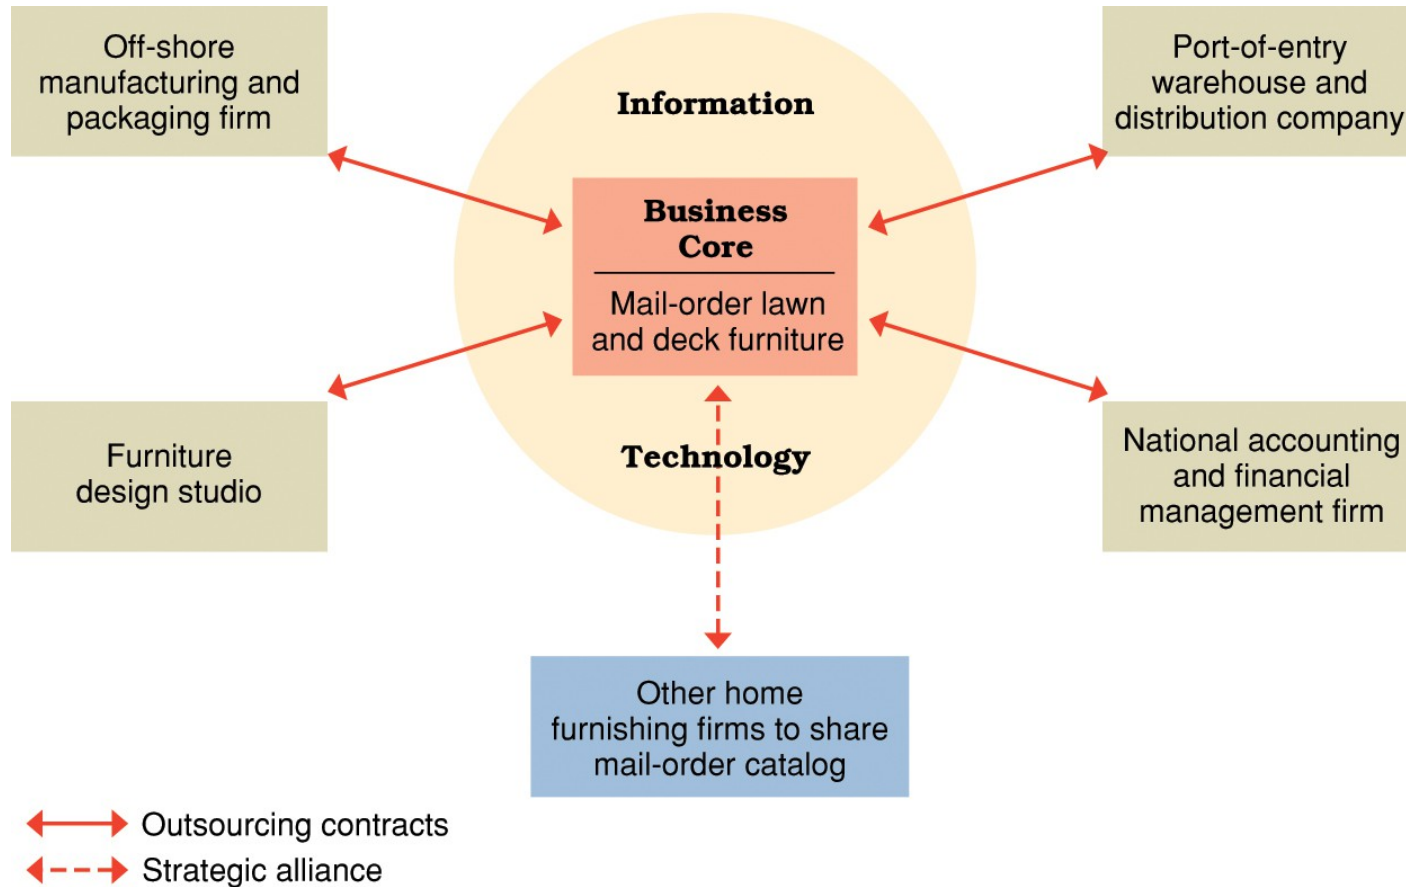 Off-shore
manufacturing and
packaging firm
Information
Port-of-entry
warehouse and
distribution company
Business
Core
Mail-order lawn
and deck furniture
Furniture
design studio
Technology
National accounting
and financial
management firm
Other home
furnishing firms to share
mail-order catalog
Outsourcing contracts
Strategic alliance